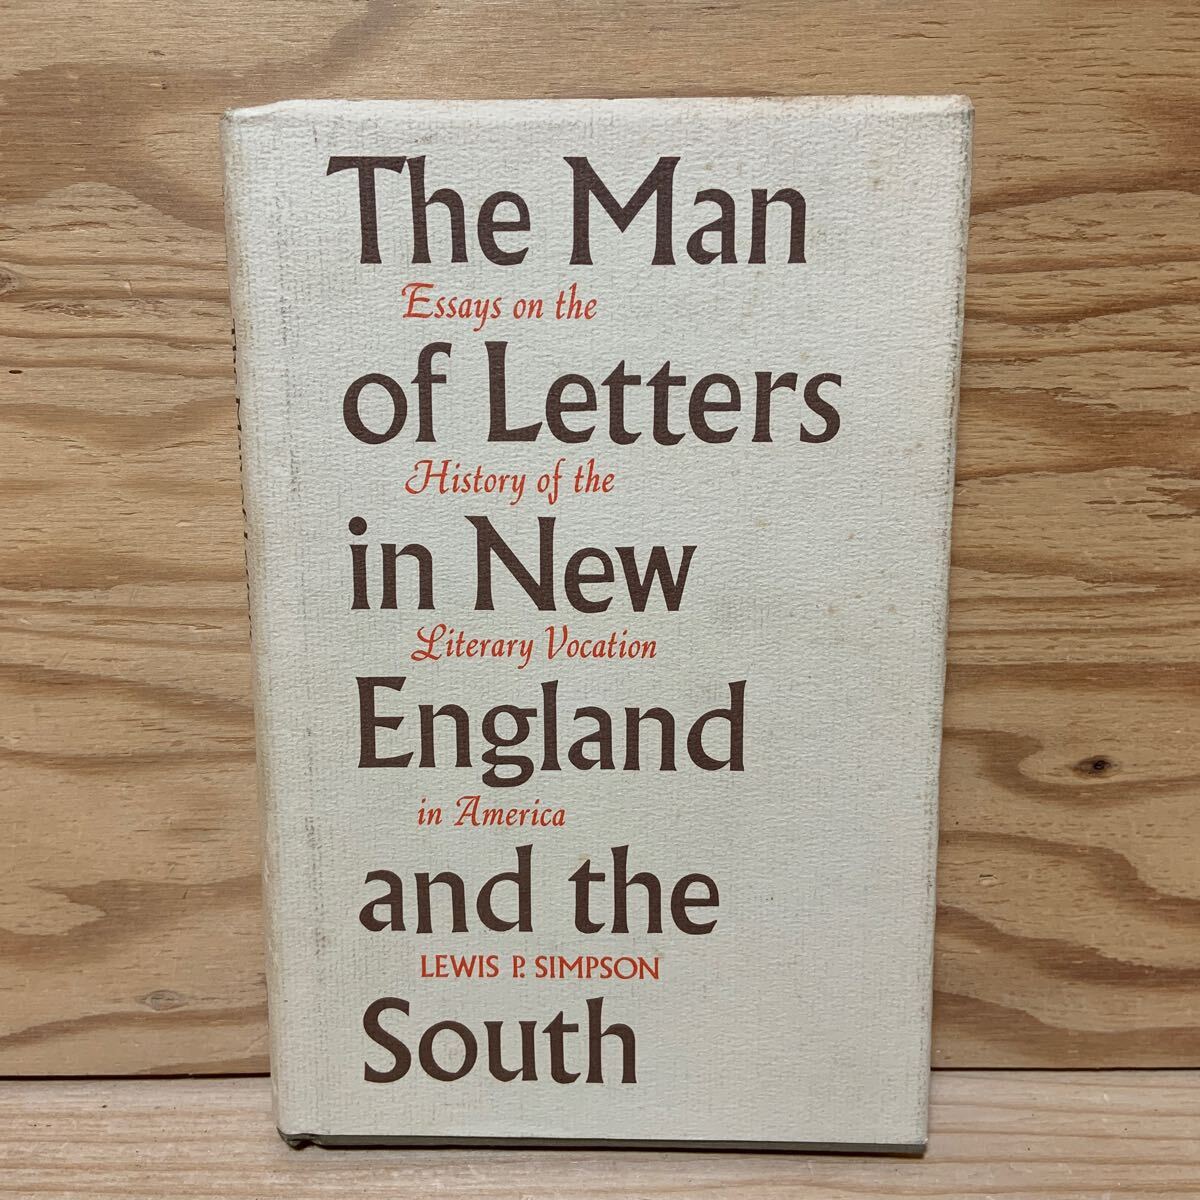 The Man
Essays on the
of Letters
History of the
in New
Literary Vocation
England
in America
and the
LEWIS P. SIMPSON
South